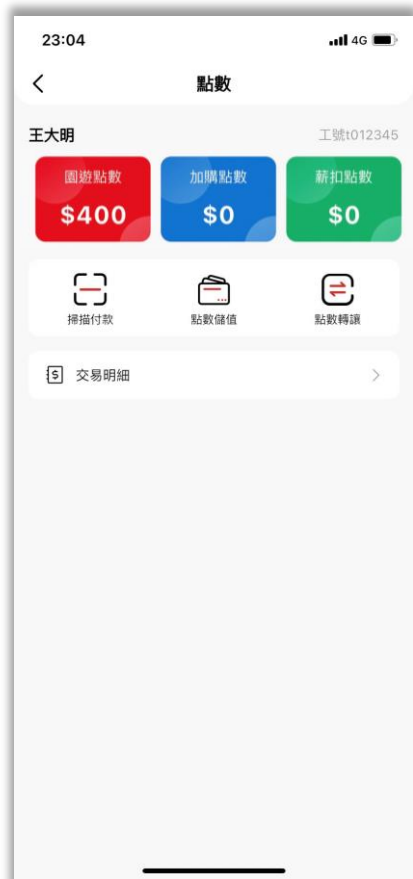 23:04 4G
點數
王大明 工號t012345
園遊點數 加購點數 薪扣點數
$400 $0 $0
掃描付款 點數儲值 點數轉讓
交易明細